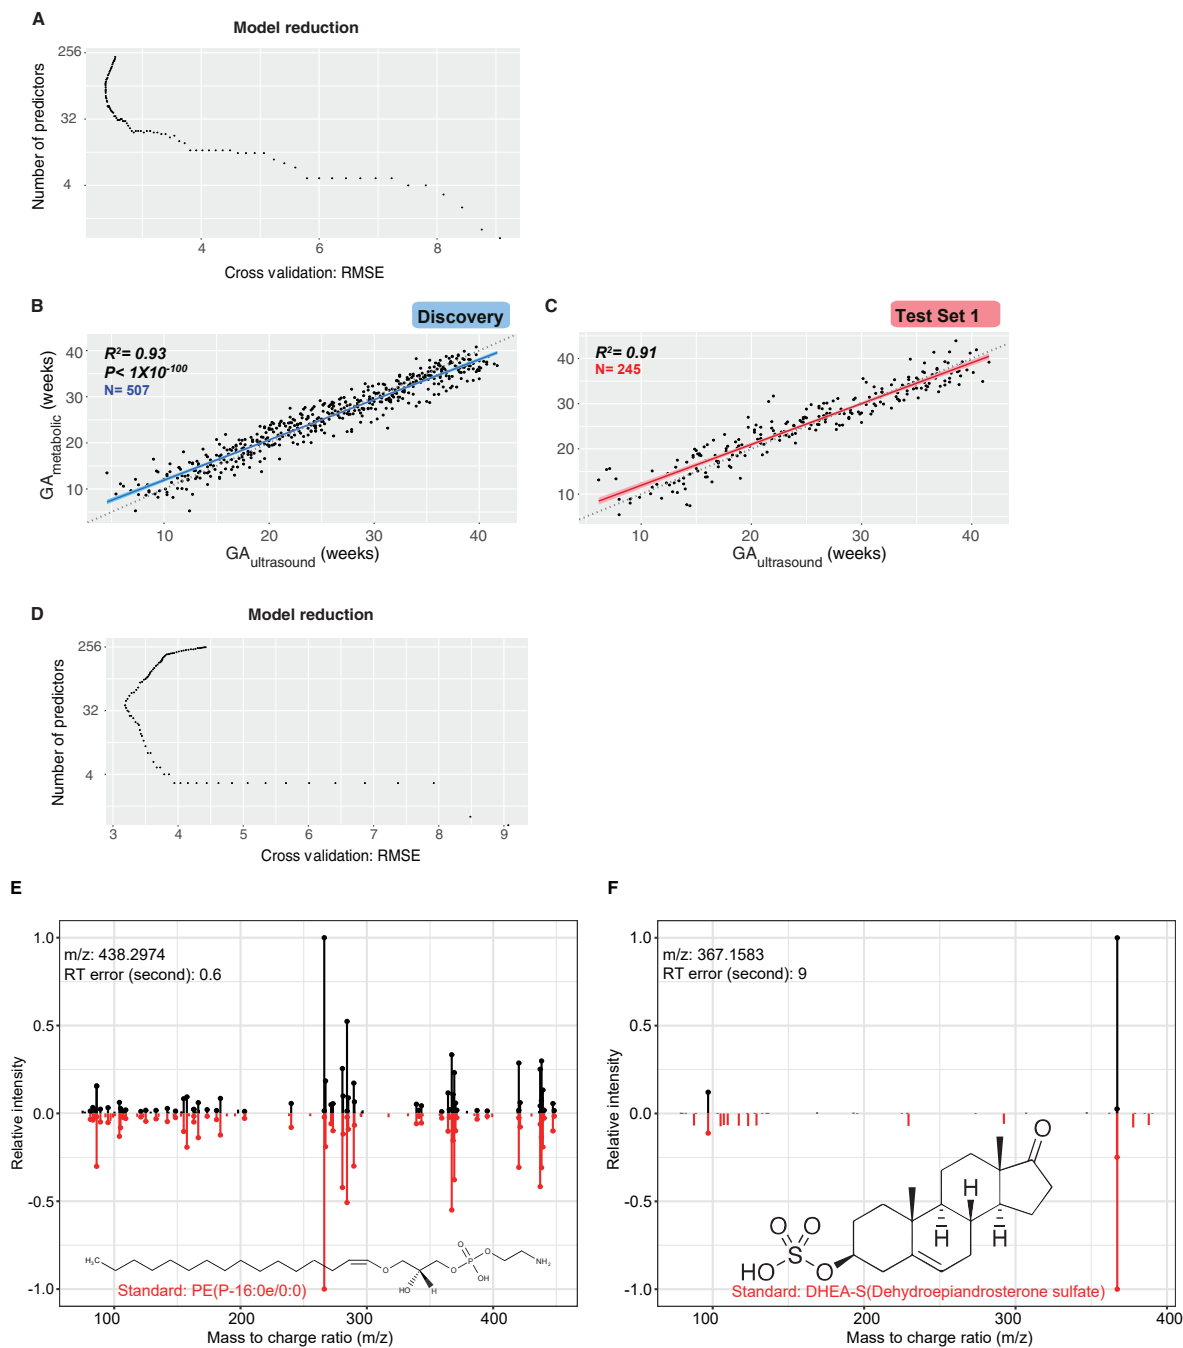 A
Model reduction
256
32
4
Number of predictors
4 6 8
Cross validation: RMSE
B
Discovery
R²= 0.93
P< 1X10⁻¹⁰⁰
N= 507
40
30
20
10
GAmetabolic (weeks)
10 20 30 40
GAultrasound (weeks)
C
Test Set 1
R²= 0.91
N= 245
40
30
20
10
10 20 30 40
GAultrasound (weeks)
D
Model reduction
256
32
4
Number of predictors
3 4 5 6 7 8 9
Cross validation: RMSE
E
m/z: 438.2974
RT error (second): 0.6
1.0
0.5
0.0
-0.5
-1.0
Relative intensity
H₃C
O
HO
H
O
O
P
OH
O
NH₂
Standard: PE(P-16:0e/0:0)
100 200 300 400
Mass to charge ratio (m/z)
F
m/z: 367.1583
RT error (second): 9
1.0
0.5
0.0
-0.5
-1.0
Relative intensity
O
H
H
H
O
O
S
HO
O
Standard: DHEA-S(Dehydroepiandrosterone sulfate)
100 200 300 400
Mass to charge ratio (m/z)